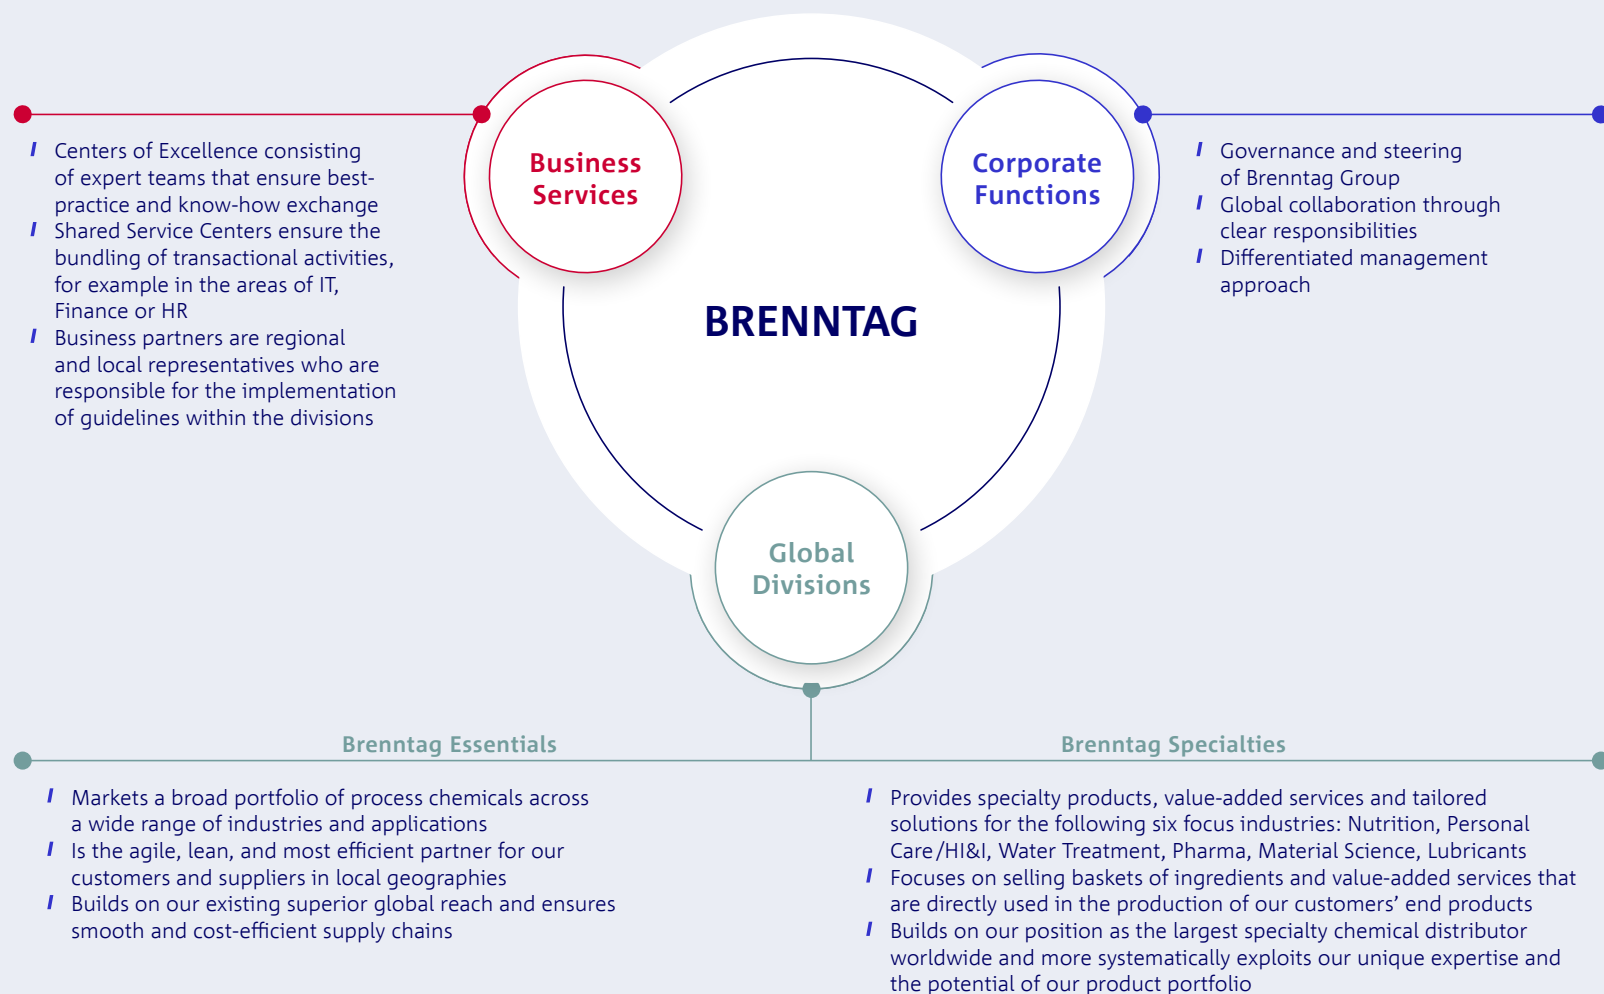 Business
Services
Corporate
Functions
Centers of Excellence consisting
of expert teams that ensure best-
practice and know-how exchange
Shared Service Centers ensure the
bundling of transactional activities,
for example in the areas of IT,
Finance or HR
Business partners are regional
and local representatives who are
responsible for the implementation
of guidelines within the divisions
Governance and steering
of Brenntag Group
Global collaboration through
clear responsibilities
Differentiated management
approach
BRENNTAG
Global
Divisions
Brenntag Essentials
Markets a broad portfolio of process chemicals across
a wide range of industries and applications
Is the agile, lean, and most efficient partner for our
customers and suppliers in local geographies
Builds on our existing superior global reach and ensures
smooth and cost-efficient supply chains
Brenntag Specialties
Provides specialty products, value-added services and tailored
solutions for the following six focus industries: Nutrition, Personal
Care/HI&I, Water Treatment, Pharma, Material Science, Lubricants
Focuses on selling baskets of ingredients and value-added services that
are directly used in the production of our customers’ end products
Builds on our position as the largest specialty chemical distributor
worldwide and more systematically exploits our unique expertise and
the potential of our product portfolio